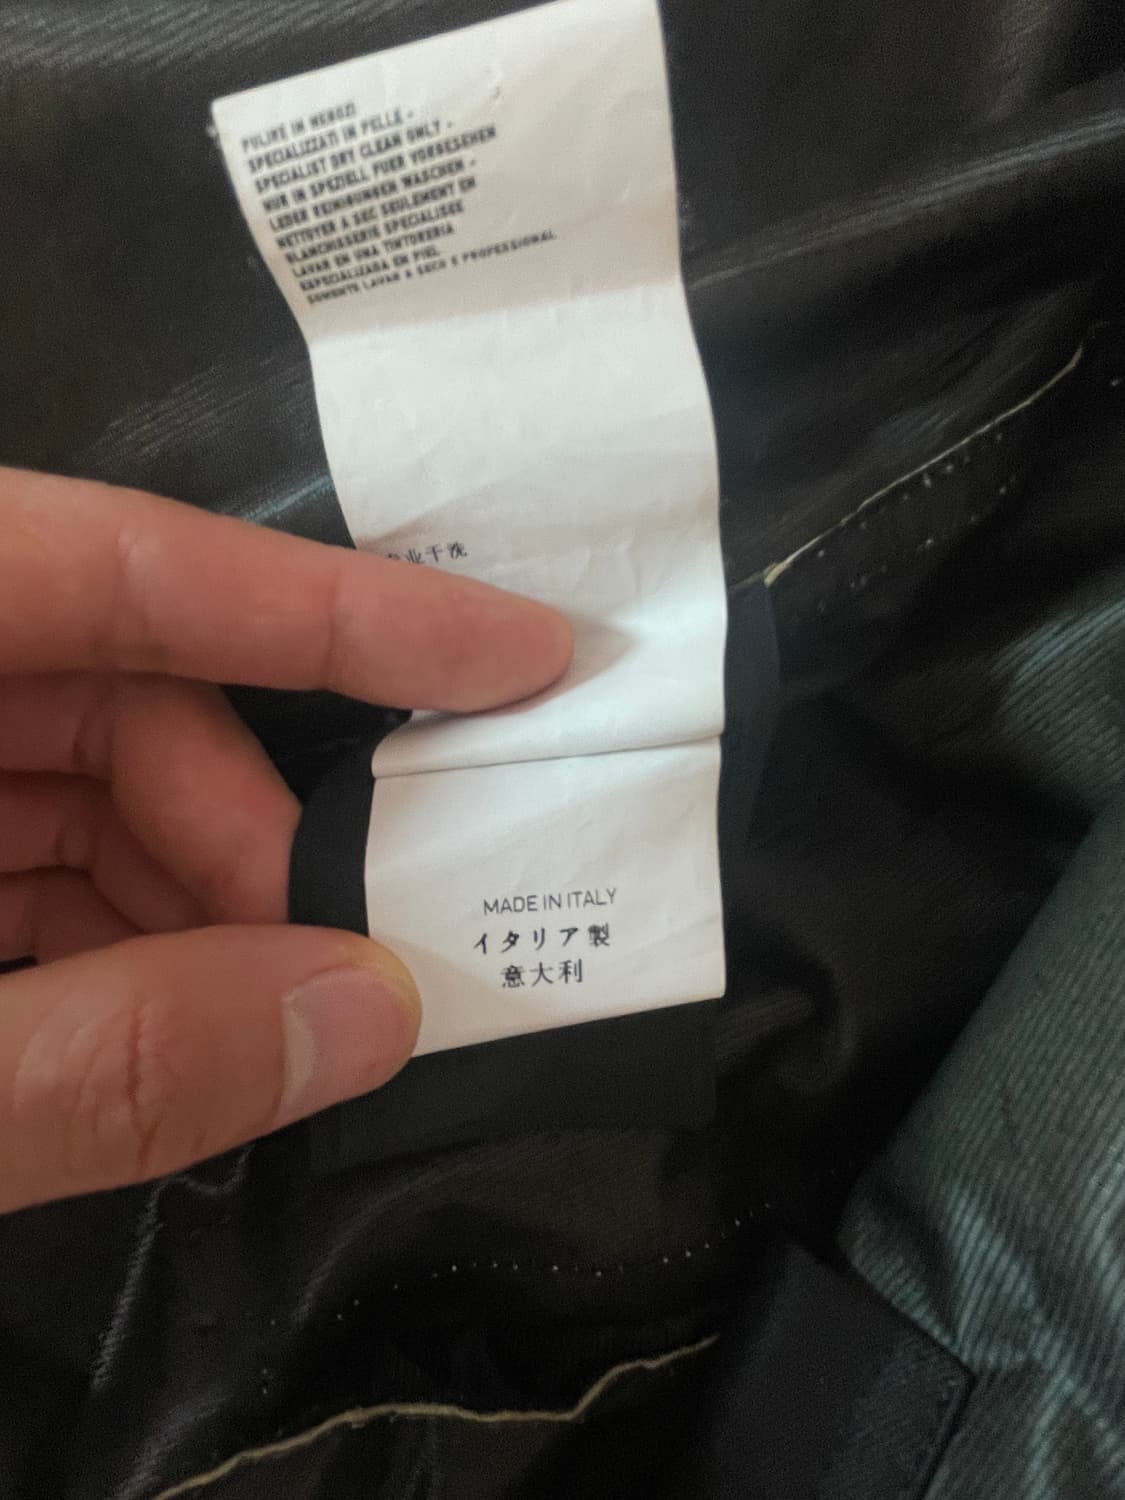 PULIRE IN NEGOZI
SPECIALIZZATI IN PELLE -
SPECIALIST DRY CLEAN ONLY -
NUR IN SPEZIELL FUER VORGESEHEN
LEDER REINIGUNGEN WASCHEN -
NETTOYER A SEC SEULEMENT EN
BLANCHISSERIE SPECIALISEE
LAVAR EN UNA TINTORERIA
ESPECIALIZADA EN PIEL
SOMENTE LAVAR A SECO E PROFESSIONAL
业干洗
MADE IN ITALY
イタリア製
意大利